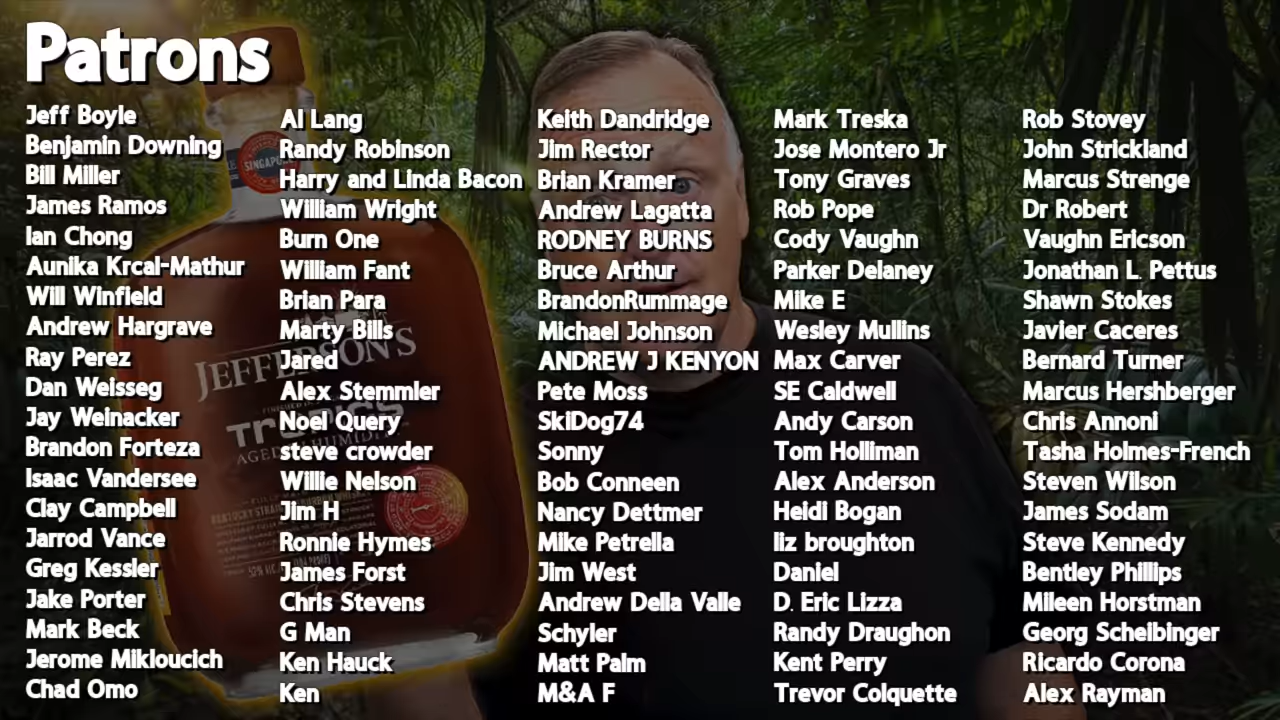 Patrons
Jeff Boyle
Benjamin Downing
Bill Miller
James Ramos
Ian Chong
Aunika Krcal-Mathur
Will Winfield
Andrew Hargrave
Ray Perez
Dan Weisseg
Jay Weinacker
Brandon Forteza
Isaac Vandersee
Clay Campbell
Jarrod Vance
Greg Kessler
Jake Porter
Mark Beck
Jerome Mikloucich
Chad Omo
Al Lang
Randy Robinson
Harry and Linda Bacon
William Wright
Burn One
William Fant
Brian Para
Marty Bills
Jared
Alex Stemmler
Noel Query
steve crowder
Willie Nelson
Jim H
Ronnie Hymes
James Forst
Chris Stevens
G Man
Ken Hauck
Ken
Keith Dandridge
Jim Rector
Brian Kramer
Andrew Lagatta
RODNEY BURNS
Bruce Arthur
BrandonRummage
Michael Johnson
ANDREW J KENYON
Pete Moss
SkiDog74
Sonny
Bob Conneen
Nancy Dettmer
Mike Petrella
Jim West
Andrew Della Valle
Schyler
Matt Palm
M&A F
Mark Treska
Jose Montero Jr
Tony Graves
Rob Pope
Cody Vaughn
Parker Delaney
Mike E
Wesley Mullins
Max Carver
SE Caldwell
Andy Carson
Tom Holliman
Alex Anderson
Heidi Bogan
liz broughton
Daniel
D. Eric Lizza
Randy Draughon
Kent Perry
Trevor Colquette
Rob Stovey
John Strickland
Marcus Strenge
Dr Robert
Vaughn Ericson
Jonathan L. Pettus
Shawn Stokes
Javier Caceres
Bernard Turner
Marcus Hershberger
Chris Annoni
Tasha Holmes-French
Steven Wilson
James Sodam
Steve Kennedy
Bentley Phillips
Mileen Horstman
Georg Scheibinger
Ricardo Corona
Alex Rayman
SINGAPORE
JEFFERSON'S
TROPICS
AGED HUMIDITY